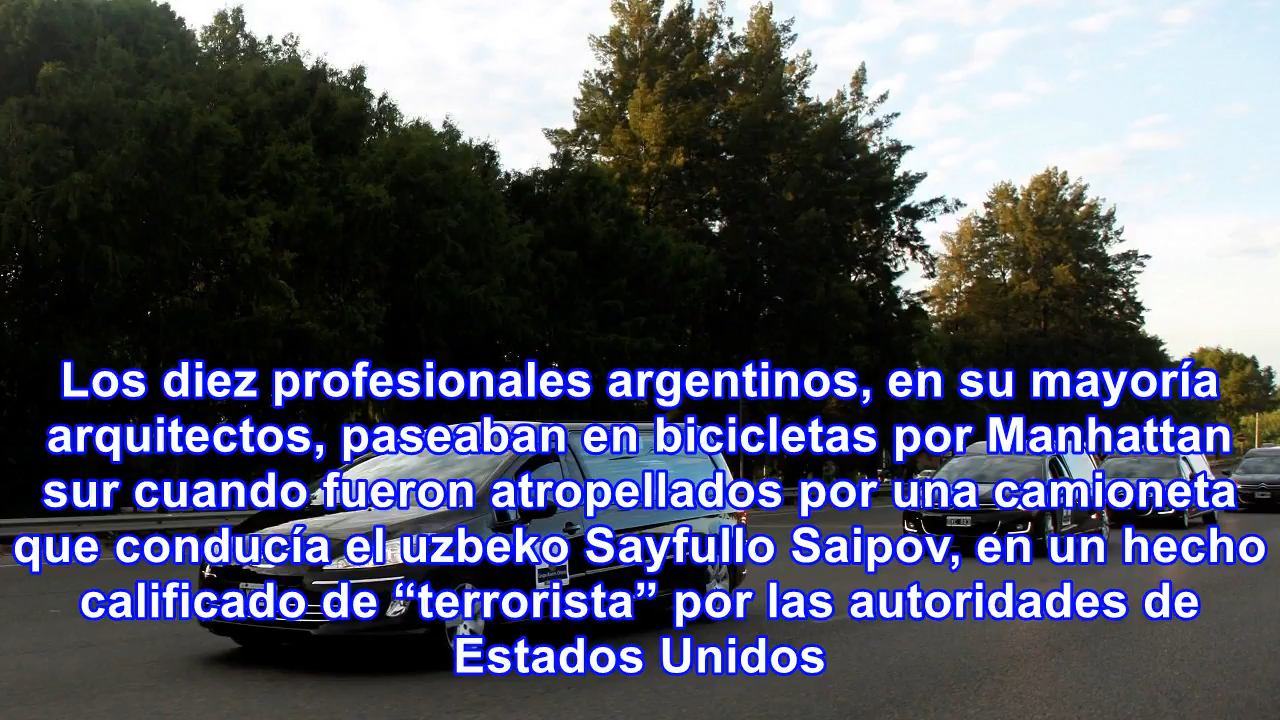 Los diez profesionales argentinos, en su mayoría
arquitectos, paseaban en bicicletas por Manhattan
sur cuando fueron atropellados por una camioneta
que conducía el uzbeko Sayfullo Saipov, en un hecho
calificado de “terrorista” por las autoridades de
Estados Unidos